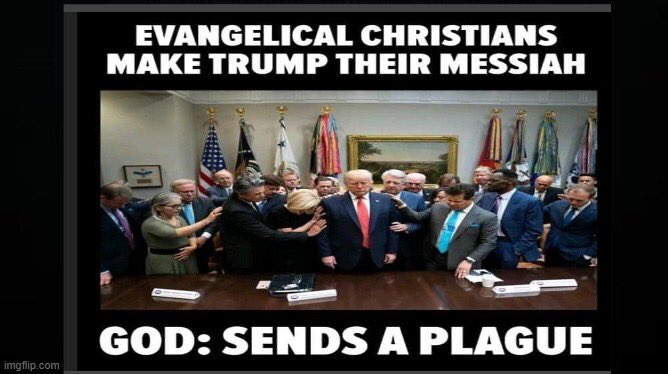 EVANGELICAL CHRISTIANS
MAKE TRUMP THEIR MESSIAH
GOD: SENDS A PLAGUE
imgflip.com